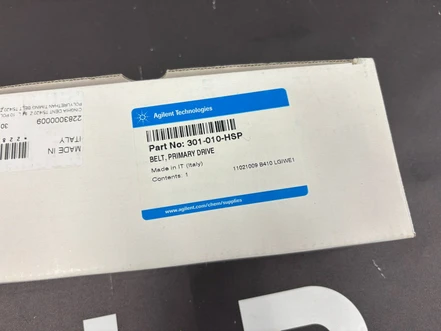 Agilent Technologies
Part No: 301-010-HSP
BELT, PRIMARY DRIVE
Made in IT (Italy)
Contents: 1
11021009 B410 LGIWE1
www.agilent.com/chem/supplies
MADE IN
ITALY
2283000009